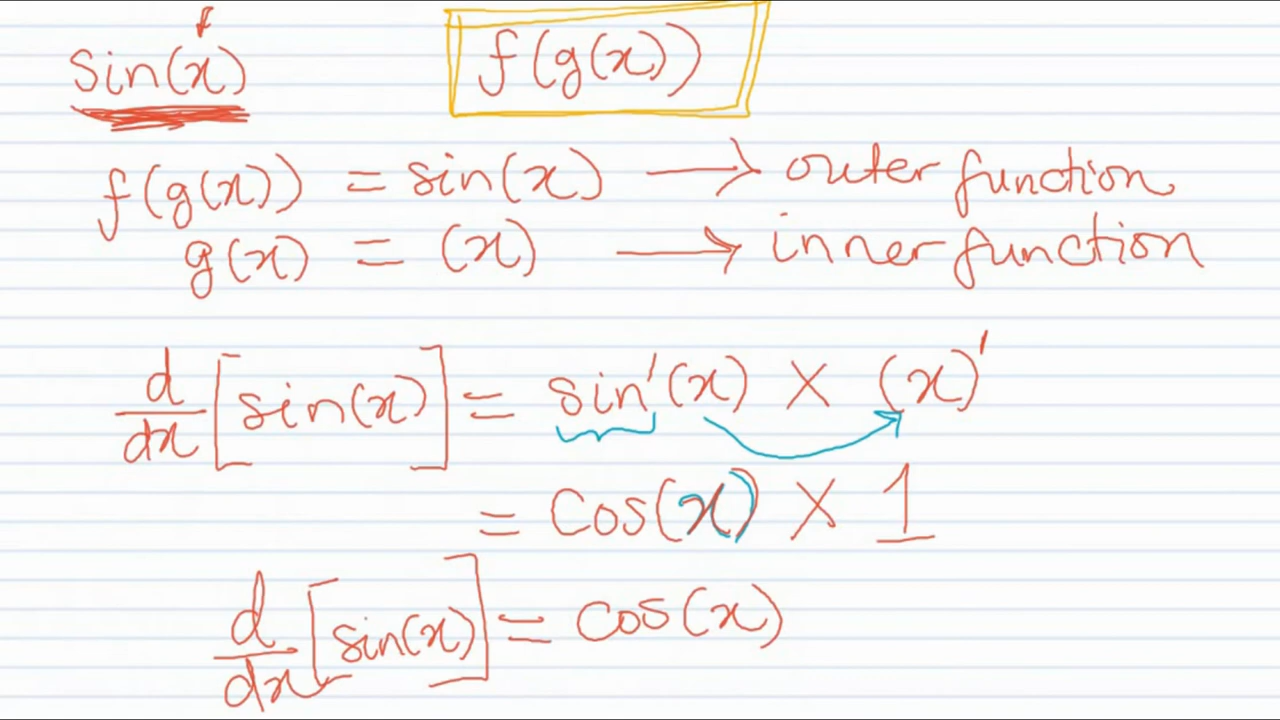 sin(x)
f(g(x))
f(g(x)) = sin(x) → outer function
g(x) = (x) → inner function
d/dx [sin(x)] = sin'(x) × (x)'
= Cos(x) × 1
d/dx [sin(x)] = cos(x)